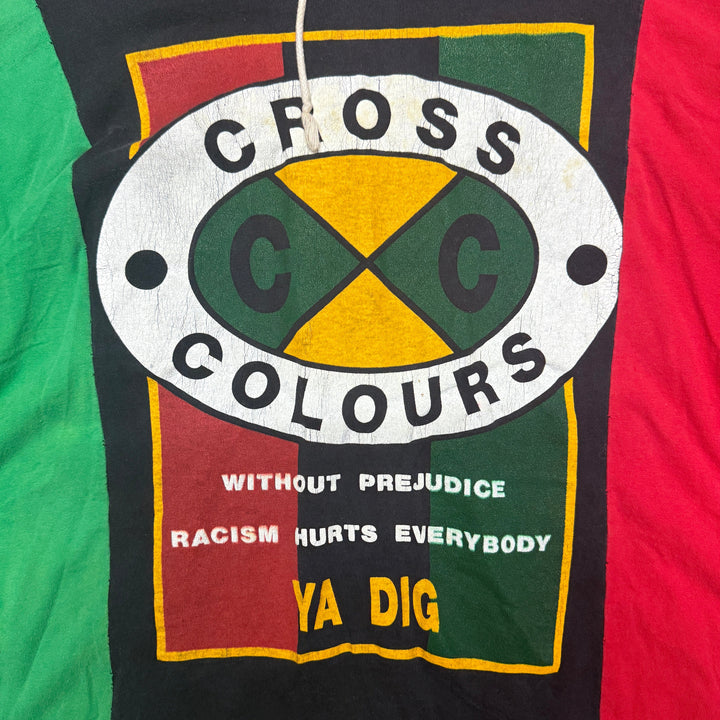 CROSS
C C
COLOURS
WITHOUT PREJUDICE
RACISM HURTS EVERYBODY
YA DIG